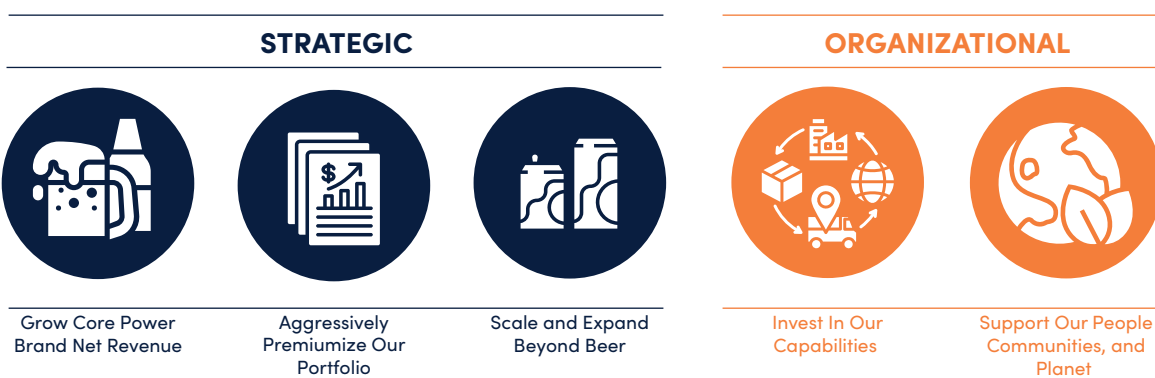 STRATEGIC
ORGANIZATIONAL
$
Grow Core Power
Brand Net Revenue
Aggressively
Premiumize Our
Portfolio
Scale and Expand
Beyond Beer
Invest In Our
Capabilities
Support Our People
Communities, and
Planet